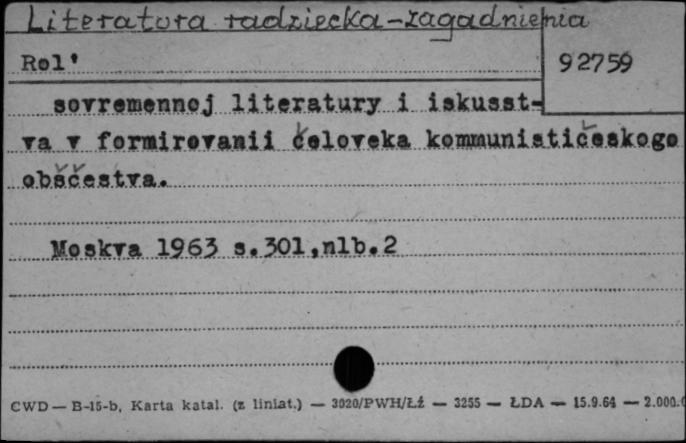 Literatura radziecka-zagadnienia
Rol'
92759
sovremennoj literatury i iskusst-
va v formirovanii čeloveka kommunističeskogo
obščestva.
Moskva 1963 s.301,nlb.2
CWD — B-15-b, Karta katal. (z liniat.) — 3020/PWH/Łź — 3255 — ŁDA — 15.9.64 — 2.000.